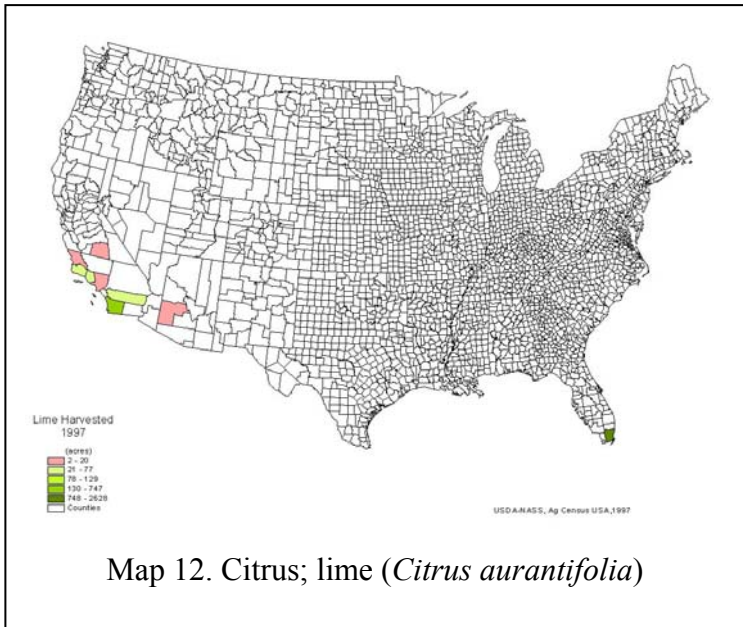 Lime Harvested
1997
(acres)
2 - 20
21 - 77
78 - 129
130 - 747
748 - 2628
Counties
USDA-NASS, Ag Census USA,1997
Map 12. Citrus; lime (Citrus aurantifolia)